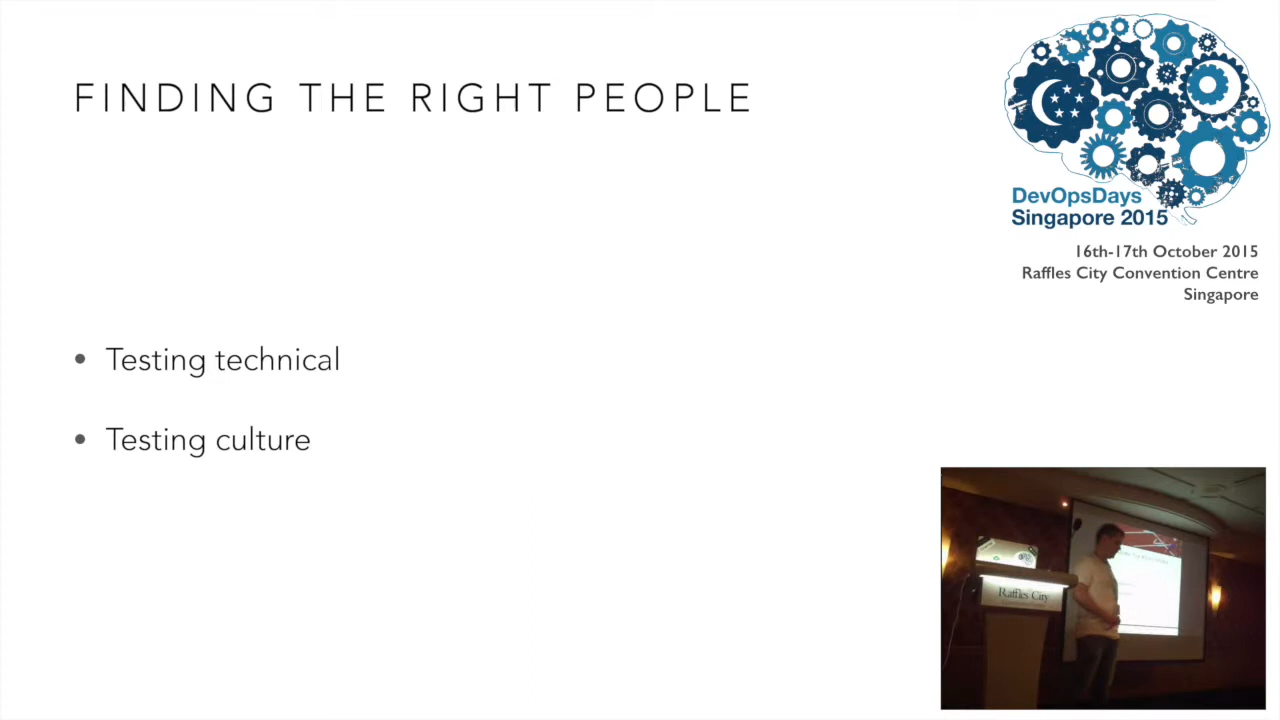 FINDING THE RIGHT PEOPLE
DevOpsDays
Singapore 2015
16th-17th October 2015
Raffles City Convention Centre
Singapore
• Testing technical
• Testing culture
Raffles City